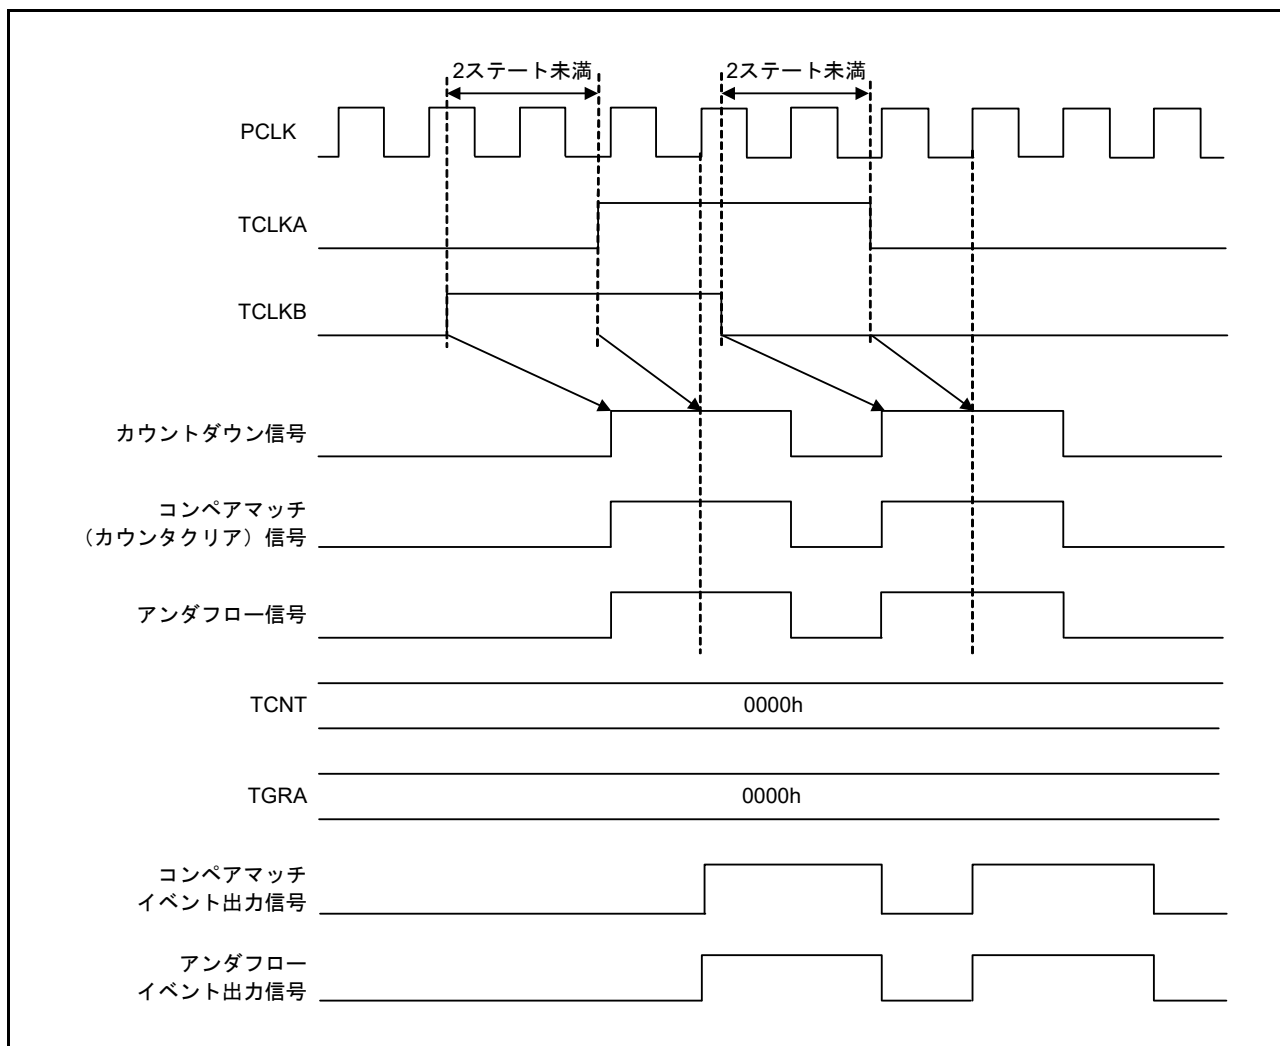 2ステート未満
2ステート未満
PCLK
TCLKA
TCLKB
カウントダウン信号
コンペアマッチ
(カウンタクリア)信号
アンダフロー信号
TCNT
0000h
TGRA
0000h
コンペアマッチ
イベント出力信号
アンダフロー
イベント出力信号